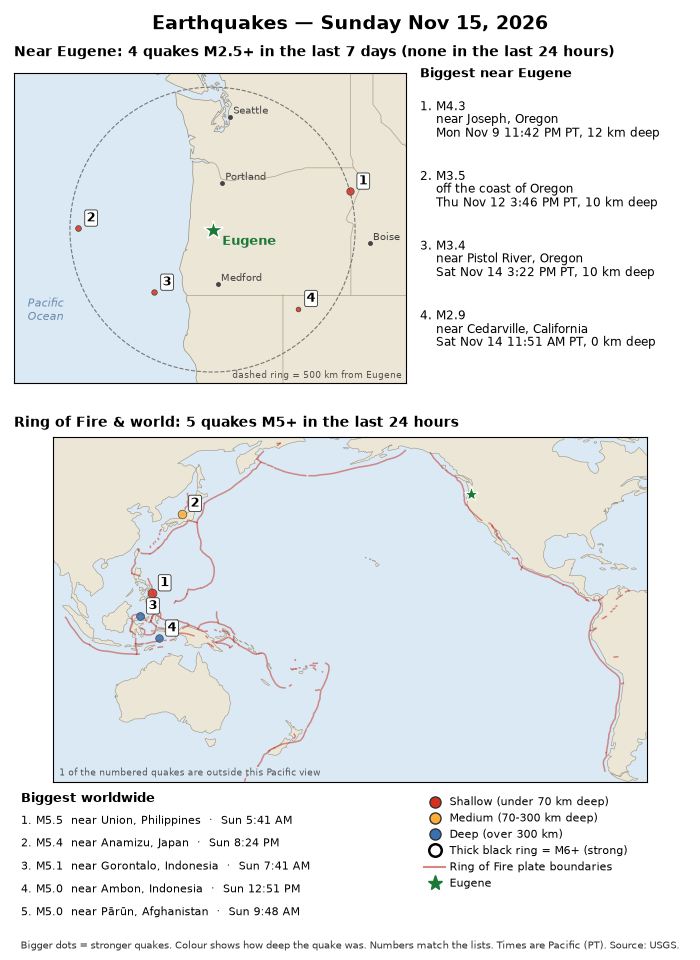 Earthquakes — Sunday Nov 15, 2026
Near Eugene: 4 quakes M2.5+ in the last 7 days (none in the last 24 hours)
Seattle
Portland
1
2
Eugene
Boise
3
Medford
4
Pacific
Ocean
dashed ring = 500 km from Eugene
Biggest near Eugene
1. M4.3
near Joseph, Oregon
Mon Nov 9 11:42 PM PT, 12 km deep
2. M3.5
off the coast of Oregon
Thu Nov 12 3:46 PM PT, 10 km deep
3. M3.4
near Pistol River, Oregon
Sat Nov 14 3:22 PM PT, 10 km deep
4. M2.9
near Cedarville, California
Sat Nov 14 11:51 AM PT, 0 km deep
Ring of Fire & world: 5 quakes M5+ in the last 24 hours
2
1
3
4
1 of the numbered quakes are outside this Pacific view
Biggest worldwide
1. M5.5 near Union, Philippines · Sun 5:41 AM
2. M5.4 near Anamizu, Japan · Sun 8:24 PM
3. M5.1 near Gorontalo, Indonesia · Sun 7:41 AM
4. M5.0 near Ambon, Indonesia · Sun 12:51 PM
5. M5.0 near Pārūn, Afghanistan · Sun 9:48 AM
Shallow (under 70 km deep)
Medium (70-300 km deep)
Deep (over 300 km)
Thick black ring = M6+ (strong)
Ring of Fire plate boundaries
Eugene
Bigger dots = stronger quakes. Colour shows how deep the quake was. Numbers match the lists. Times are Pacific (PT). Source: USGS.